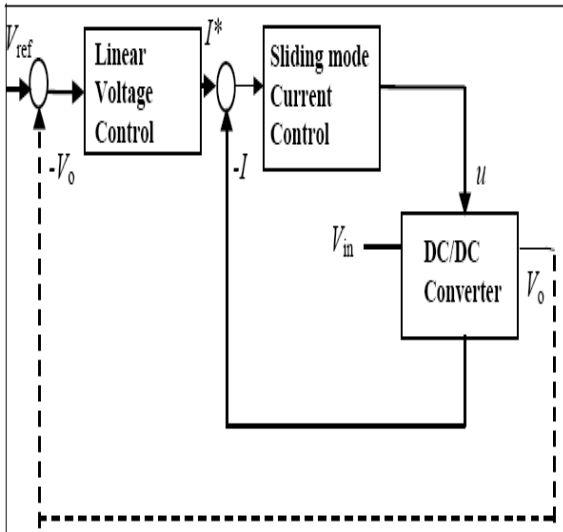 V_ref
I*
Linear
Voltage
Control
Sliding mode
Current
Control
-V_o
-I
u
V_in
DC/DC
Converter
V_o